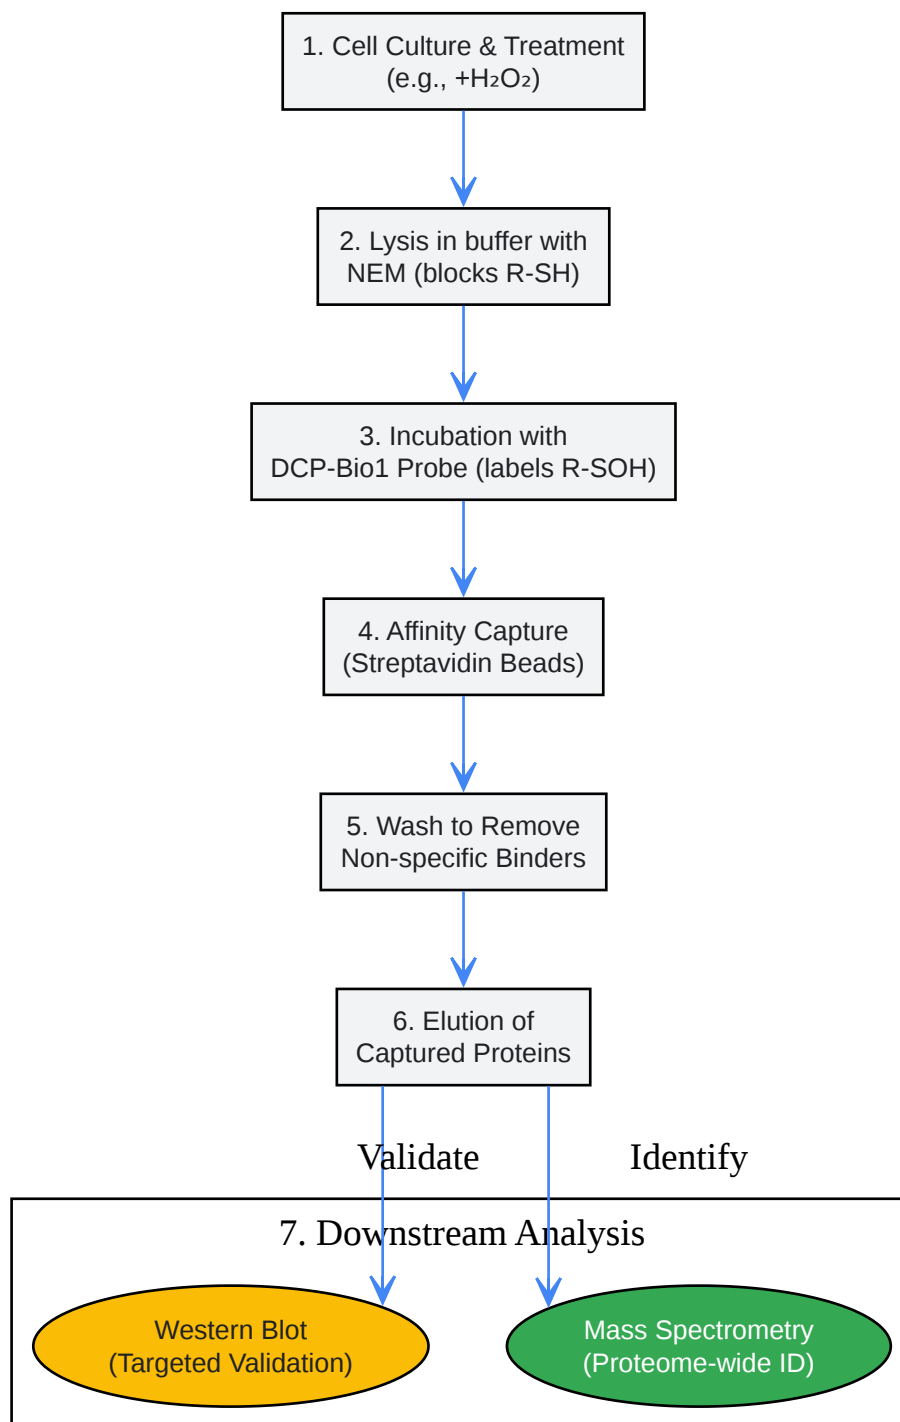 1. Cell Culture & Treatment
(e.g., +H₂O₂)
2. Lysis in buffer with
NEM (blocks R-SH)
3. Incubation with
DCP-Bio1 Probe (labels R-SOH)
4. Affinity Capture
(Streptavidin Beads)
5. Wash to Remove
Non-specific Binders
6. Elution of
Captured Proteins
Validate
Identify
7. Downstream Analysis
Western Blot
(Targeted Validation)
Mass Spectrometry
(Proteome-wide ID)